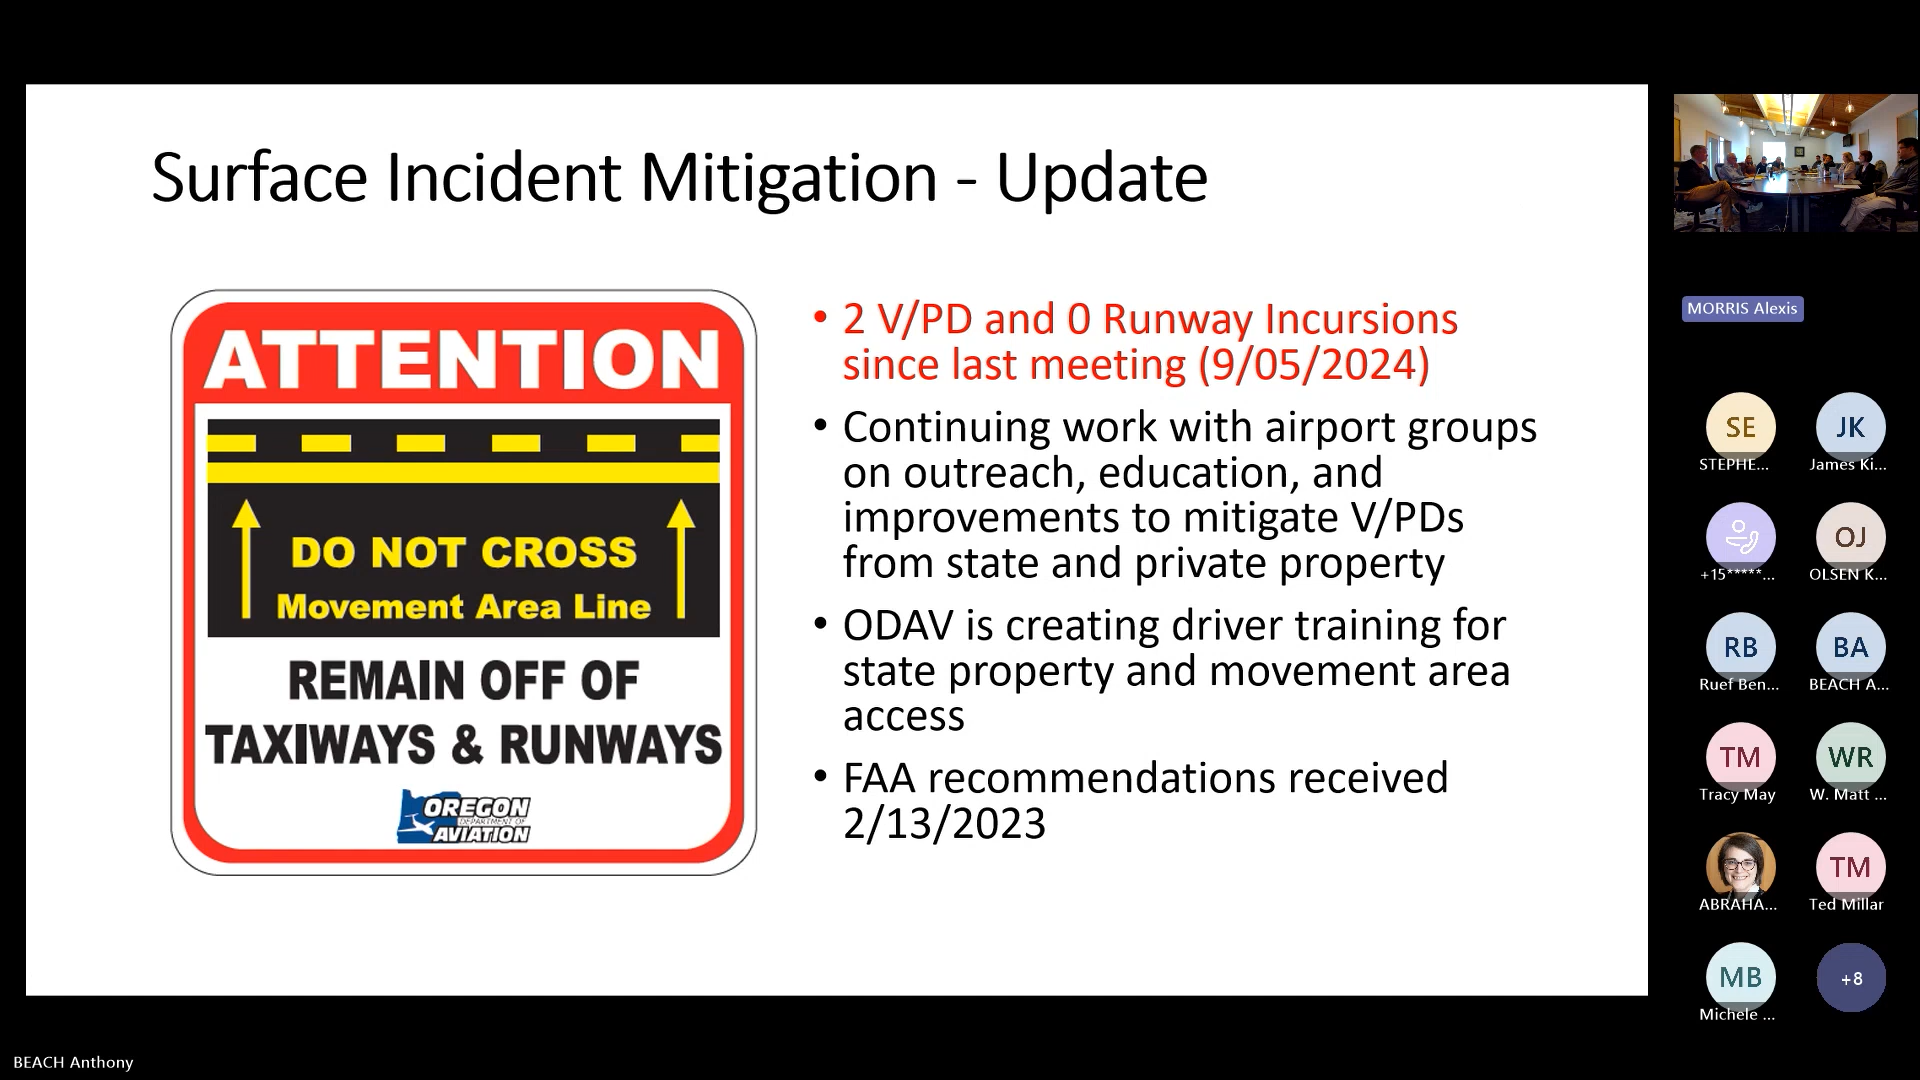 Surface Incident Mitigation - Update
ATTENTION
DO NOT CROSS
Movement Area Line
REMAIN OFF OF
TAXIWAYS & RUNWAYS
OREGON
DEPARTMENT OF
AVIATION
• 2 V/PD and 0 Runway Incursions
since last meeting (9/05/2024)
• Continuing work with airport groups
on outreach, education, and
improvements to mitigate V/PDs
from state and private property
• ODAV is creating driver training for
state property and movement area
access
• FAA recommendations received
2/13/2023
MORRIS Alexis
SE
STEPHE...
JK
James Ki...
+15*****...
OJ
OLSEN K...
RB
Ruef Ben...
BA
BEACH A...
TM
Tracy May
WR
W. Matt ...
ABRAHA...
TM
Ted Millar
MB
Michele ...
+8
BEACH Anthony